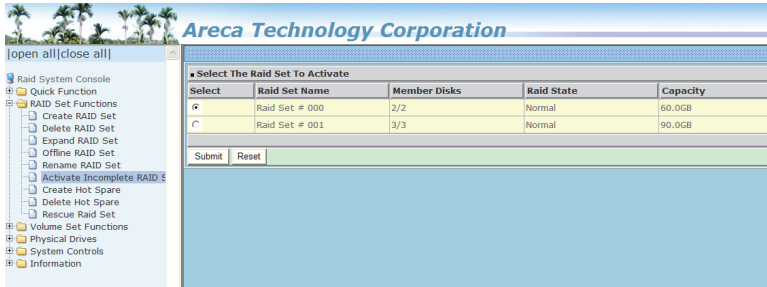 Areca Technology Corporation
|open all|close all|
Raid System Console
Quick Function
RAID Set Functions
Create RAID Set
Delete RAID Set
Expand RAID Set
Offline RAID Set
Rename RAID Set
Activate Incomplete RAID S
Create Hot Spare
Delete Hot Spare
Rescue Raid Set
Volume Set Functions
Physical Drives
System Controls
Information
Select The Raid Set To Activate
Select Raid Set Name Member Disks Raid State Capacity
Raid Set # 000 2/2 Normal 60.0GB
Raid Set # 001 3/3 Normal 90.0GB
Submit Reset